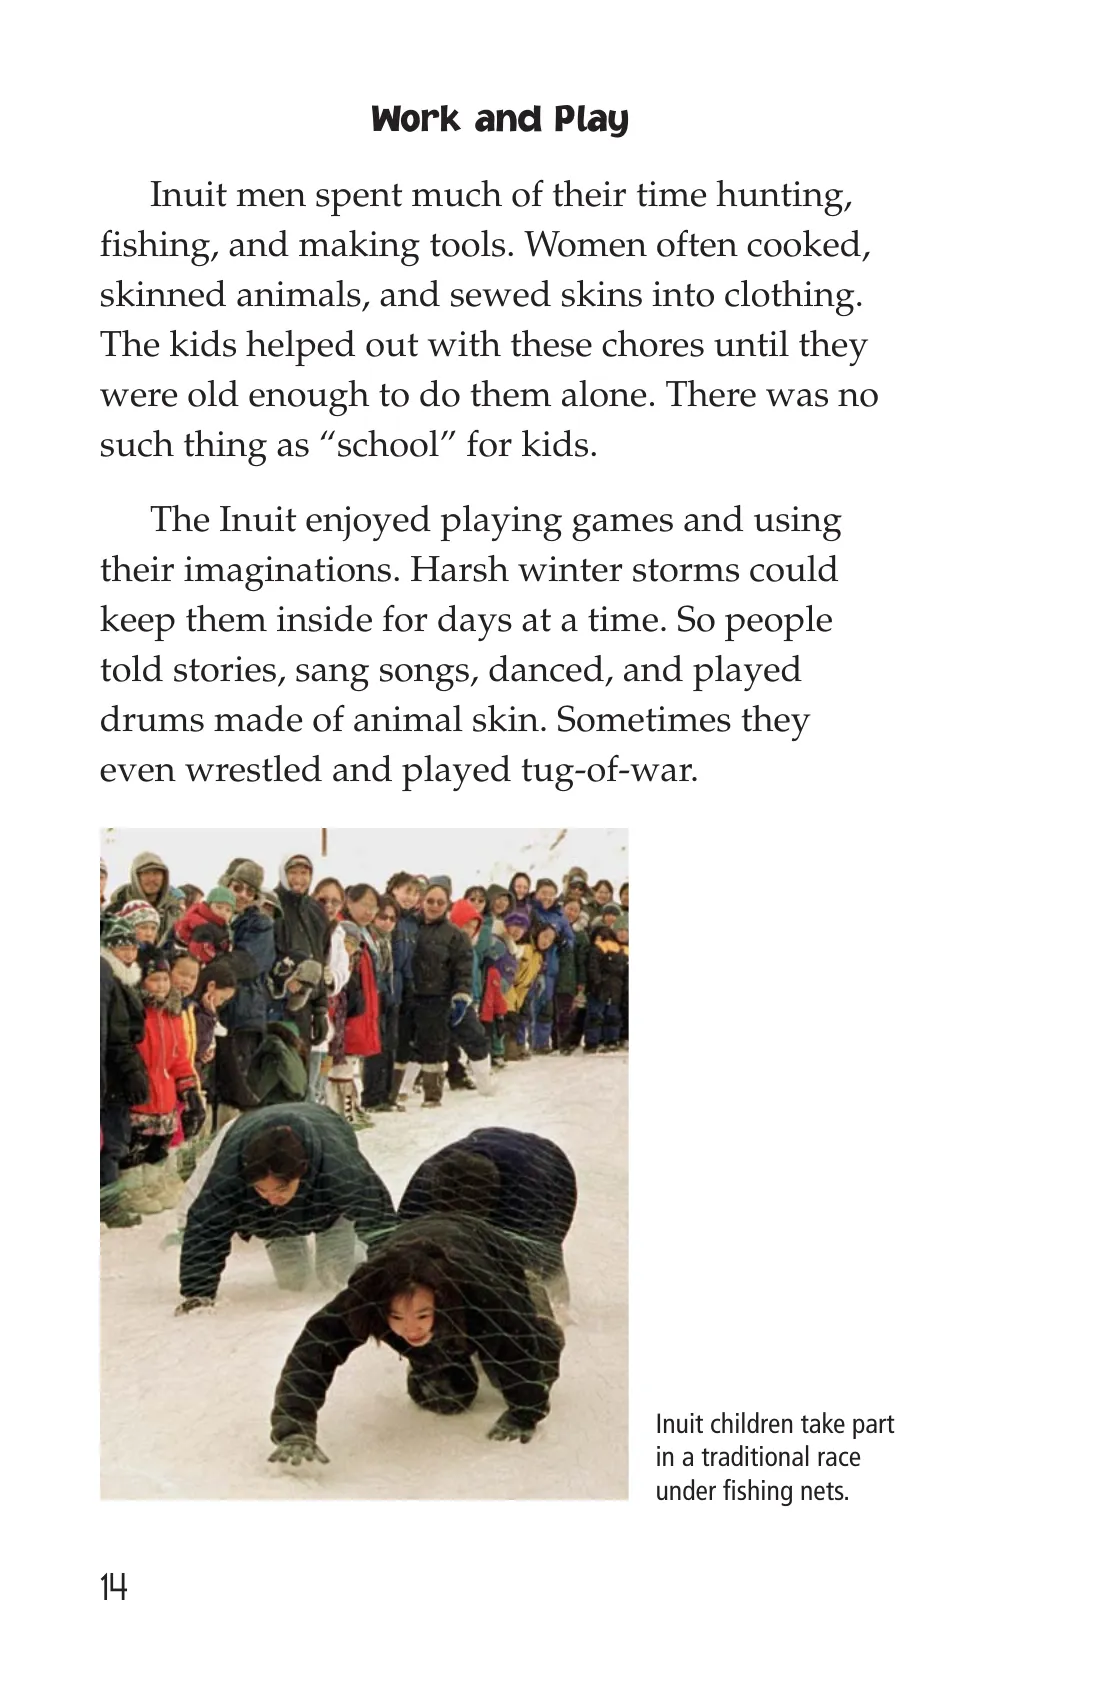 Work and Play
Inuit men spent much of their time hunting,
fishing, and making tools. Women often cooked,
skinned animals, and sewed skins into clothing.
The kids helped out with these chores until they
were old enough to do them alone. There was no
such thing as “school” for kids.
The Inuit enjoyed playing games and using
their imaginations. Harsh winter storms could
keep them inside for days at a time. So people
told stories, sang songs, danced, and played
drums made of animal skin. Sometimes they
even wrestled and played tug-of-war.
Inuit children take part
in a traditional race
under fishing nets.
14